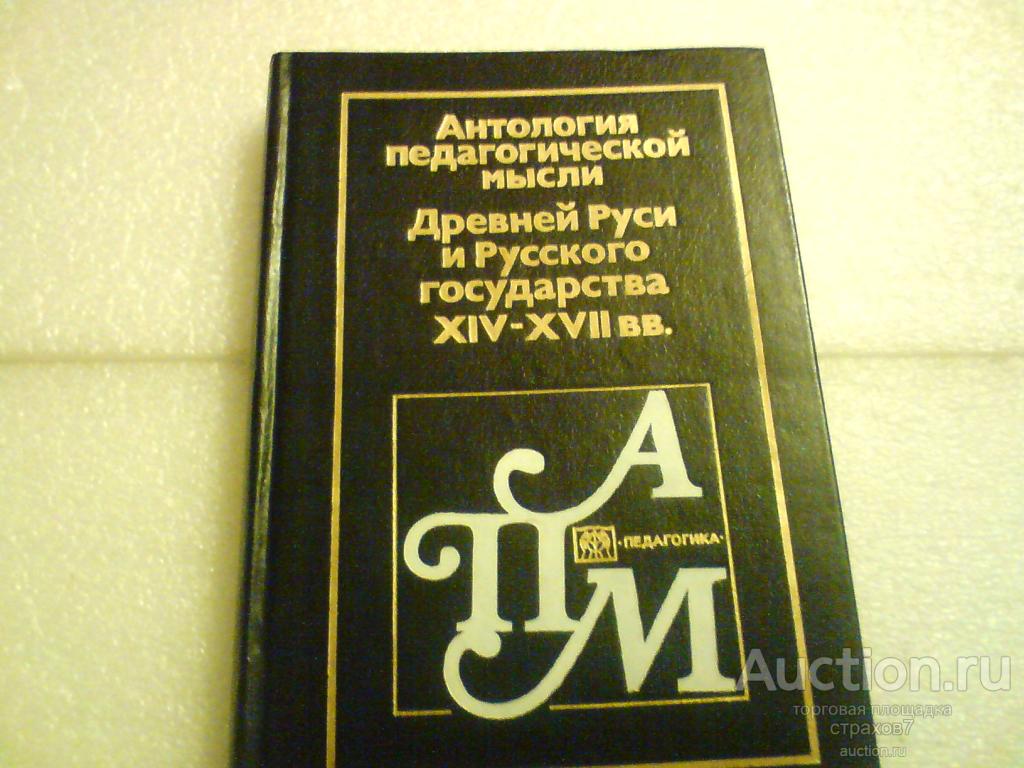 Антология
педагогической
мысли
Древней Руси
и Русского
государства
XIV-XVII вв.
А
П
·ПЕДАГОГИКА·
М
Auction.ru
торговая площадка
страхов7
auction.ru